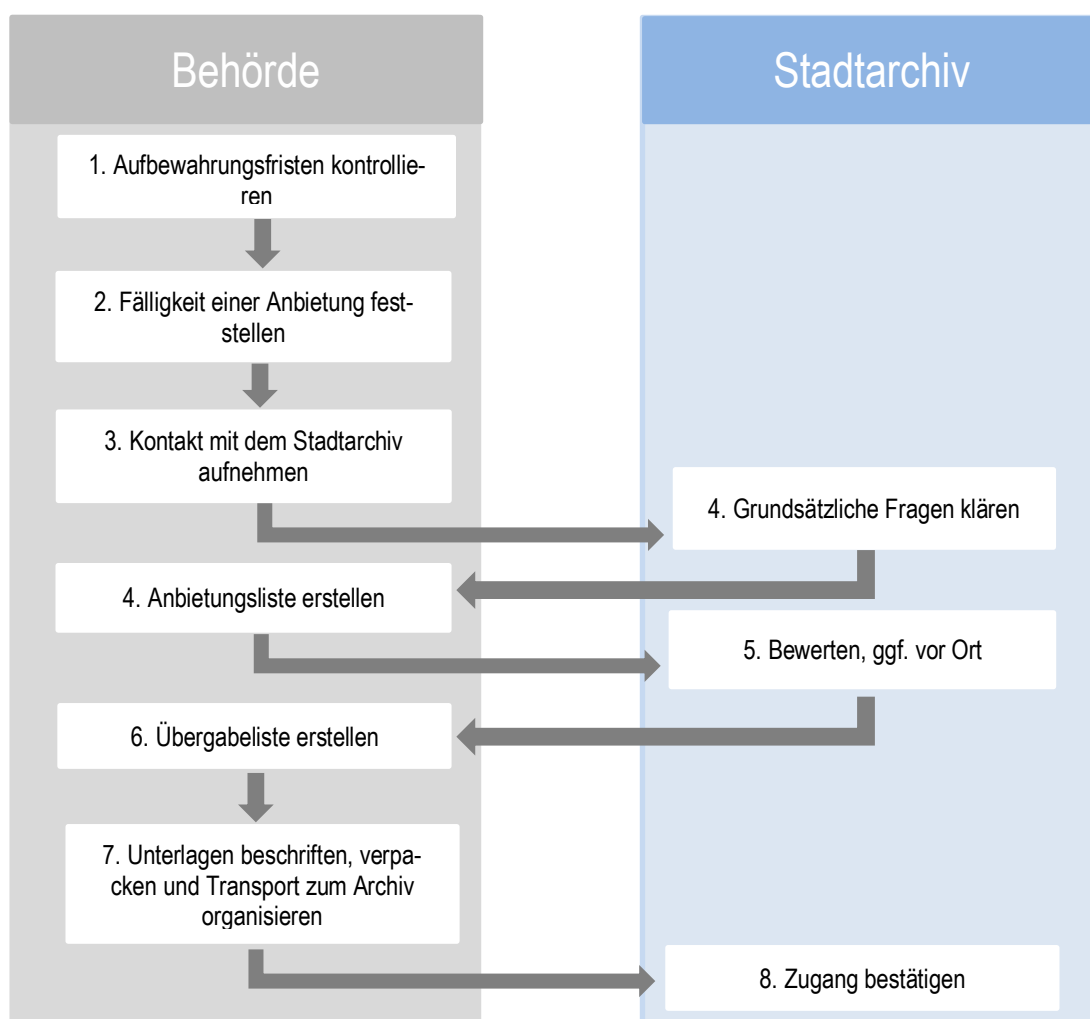 Behörde
Stadtarchiv
1. Aufbewahrungsfristen kontrollie-
ren
2. Fälligkeit einer Anbietung fest-
stellen
3. Kontakt mit dem Stadtarchiv
aufnehmen
4. Grundsätzliche Fragen klären
4. Anbietungsliste erstellen
5. Bewerten, ggf. vor Ort
6. Übergabeliste erstellen
7. Unterlagen beschriften, verpa-
cken und Transport zum Archiv
organisieren
8. Zugang bestätigen